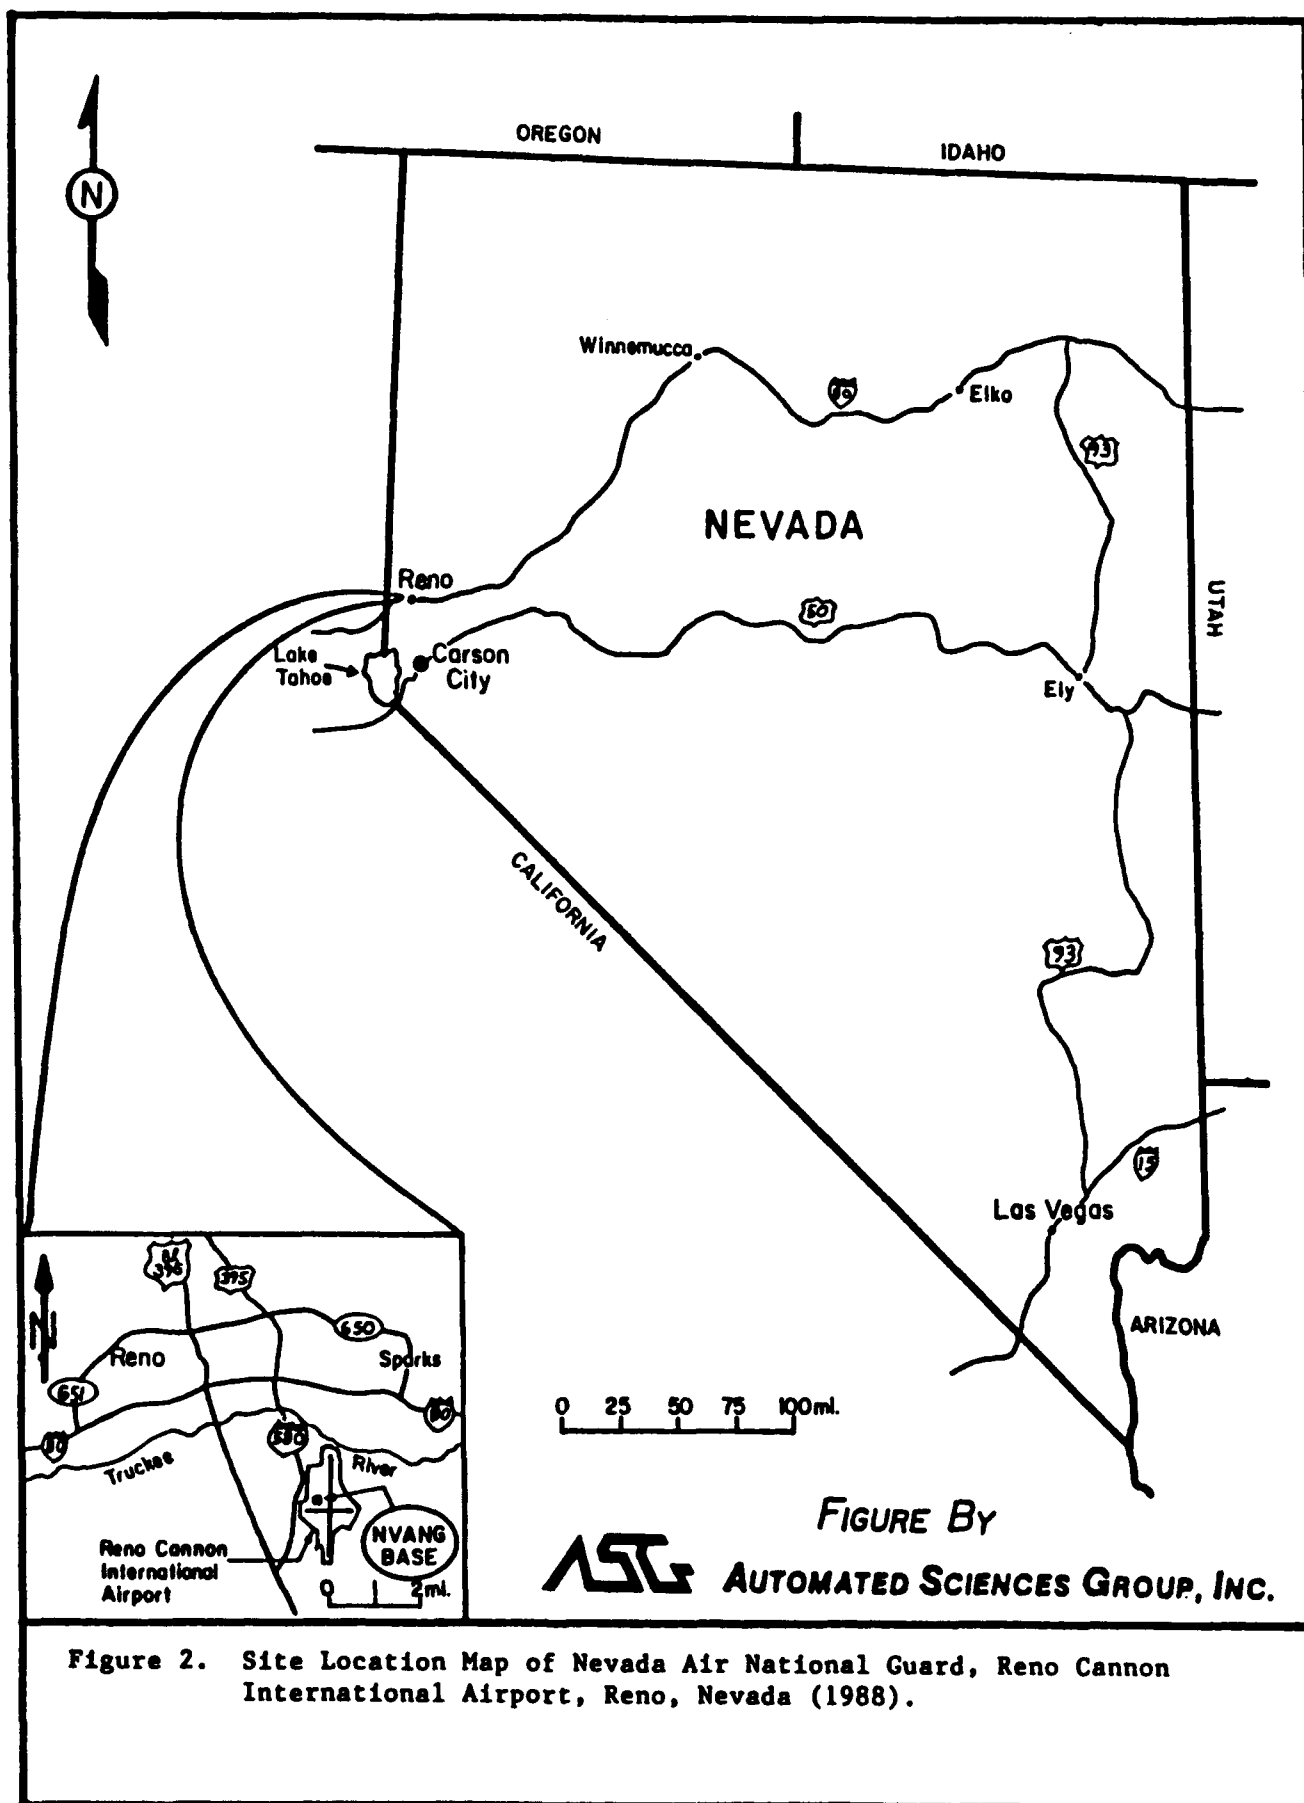 OREGON
IDAHO
N
Winnemucca
80
Elko
93
NEVADA
Reno
50
UTAH
Lake
Tahoe
Carson
City
Ely
CALIFORNIA
93
15
Las Vegas
ARIZONA
0 25 50 75 100mi.
N
395
395
650
Reno
Sparks
651
80
80
580
Truckee
River
NVANG
BASE
Reno Cannon
International
Airport
0 2mi.
FIGURE BY
ASG
AUTOMATED SCIENCES GROUP, INC.
Figure 2. Site Location Map of Nevada Air National Guard, Reno Cannon
International Airport, Reno, Nevada (1988).